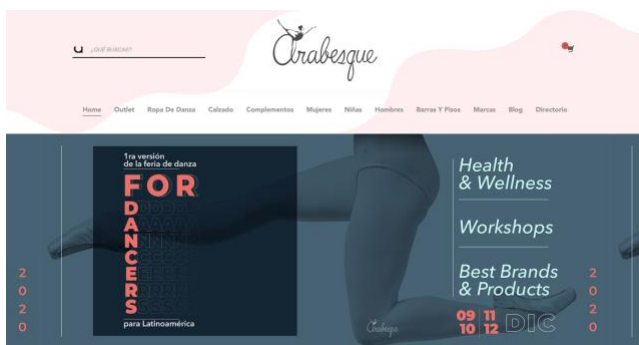 ¿QUÉ BUSCAS?
Arabesque
Home Outlet Ropa De Danza Calzado Complementos Mujeres Niñas Hombres Barras Y Pisos Marcas Blog Directorio
1ra versión
de la feria de danza
FOR
DANCERS
para Latinoamérica
Health
& Wellness
Workshops
Best Brands
& Products
09 11
10 12 DIC
2020
2020
Arabesque